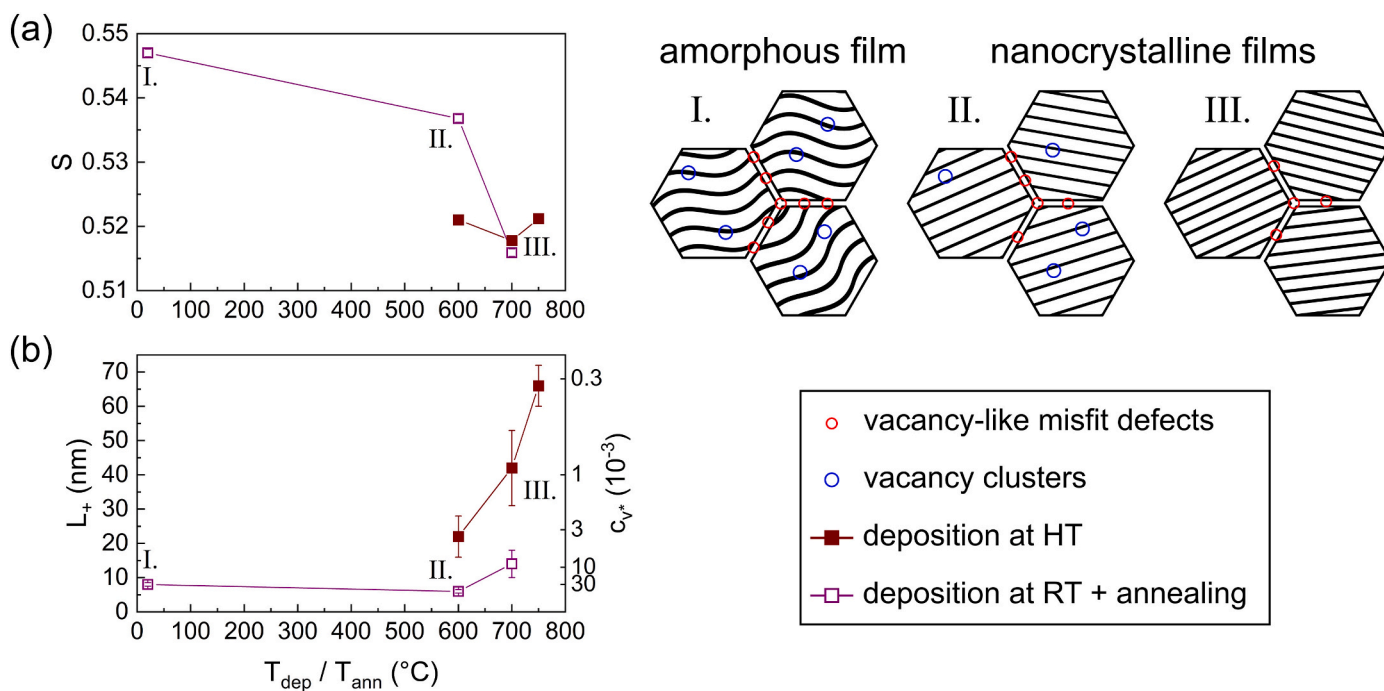 (a)
0.55
0.54
0.53
0.52
0.51
S
I.
II.
III.
0 100 200 300 400 500 600 700 800
amorphous film
nanocrystalline films
I.
II.
III.
(b)
70
60
50
40
30
20
10
0
L+ (nm)
0.3
1
3
10
30
cv* (10-3)
I.
II.
III.
0 100 200 300 400 500 600 700 800
Tdep / Tann (°C)
vacancy-like misfit defects
vacancy clusters
deposition at HT
deposition at RT + annealing